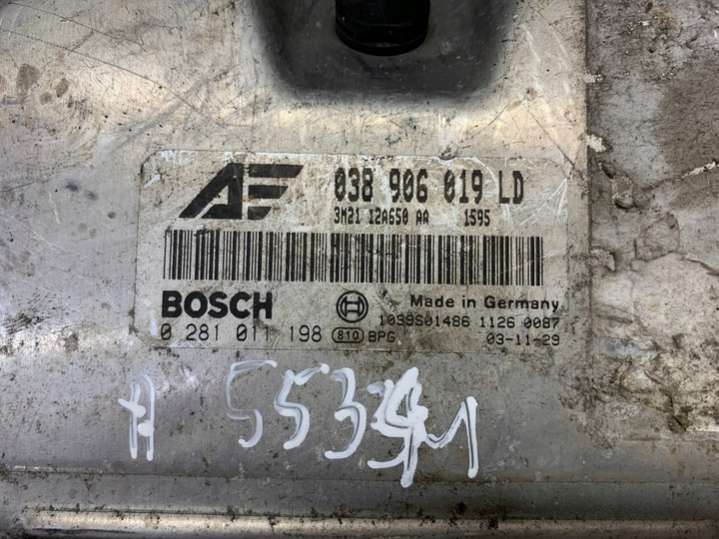 AF 038 906 019 LD
3M21 12A650 AA 1595
BOSCH Made in Germany
1039S01486 1126 0087
0 281 011 198 810 BPG 03-11-29
A